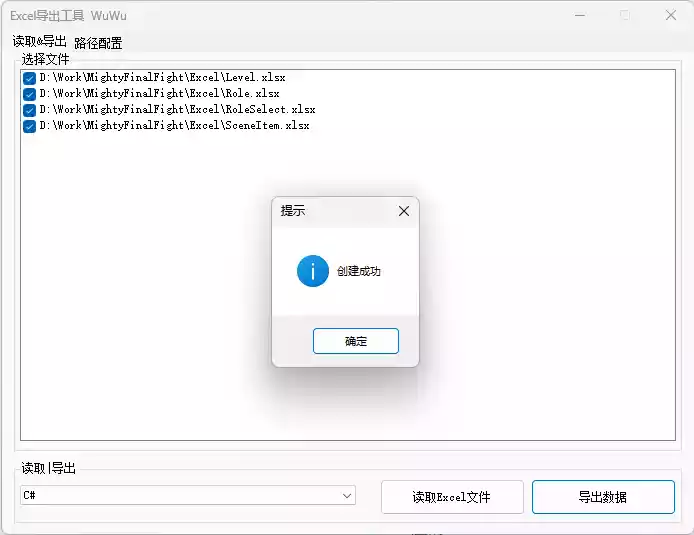 Excel导出工具 WuWu
读取&导出 路径配置
选择文件
D:\Work\MightyFinalFight\Excel\Level.xlsx
D:\Work\MightyFinalFight\Excel\Role.xlsx
D:\Work\MightyFinalFight\Excel\RoleSelect.xlsx
D:\Work\MightyFinalFight\Excel\SceneItem.xlsx
提示
创建成功
确定
读取|导出
C#
读取Excel文件
导出数据